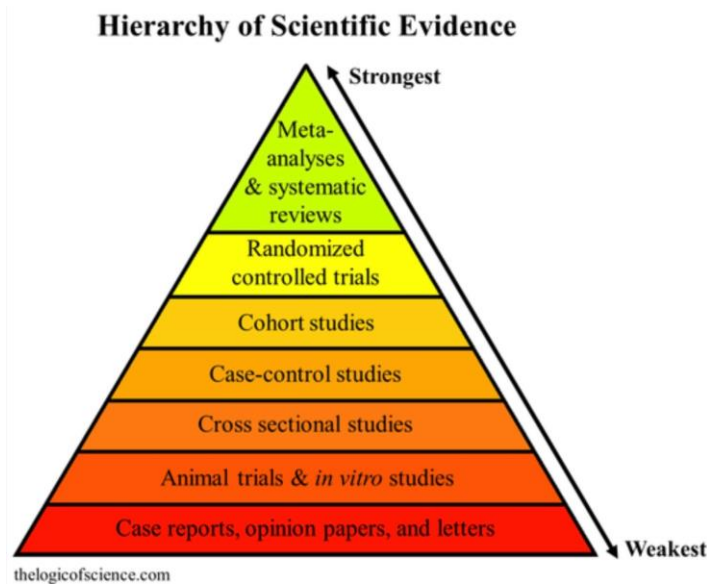 Hierarchy of Scientific Evidence
Strongest
Meta-
analyses
& systematic
reviews
Randomized
controlled trials
Cohort studies
Case-control studies
Cross sectional studies
Animal trials & in vitro studies
Case reports, opinion papers, and letters
Weakest
thelogicofscience.com